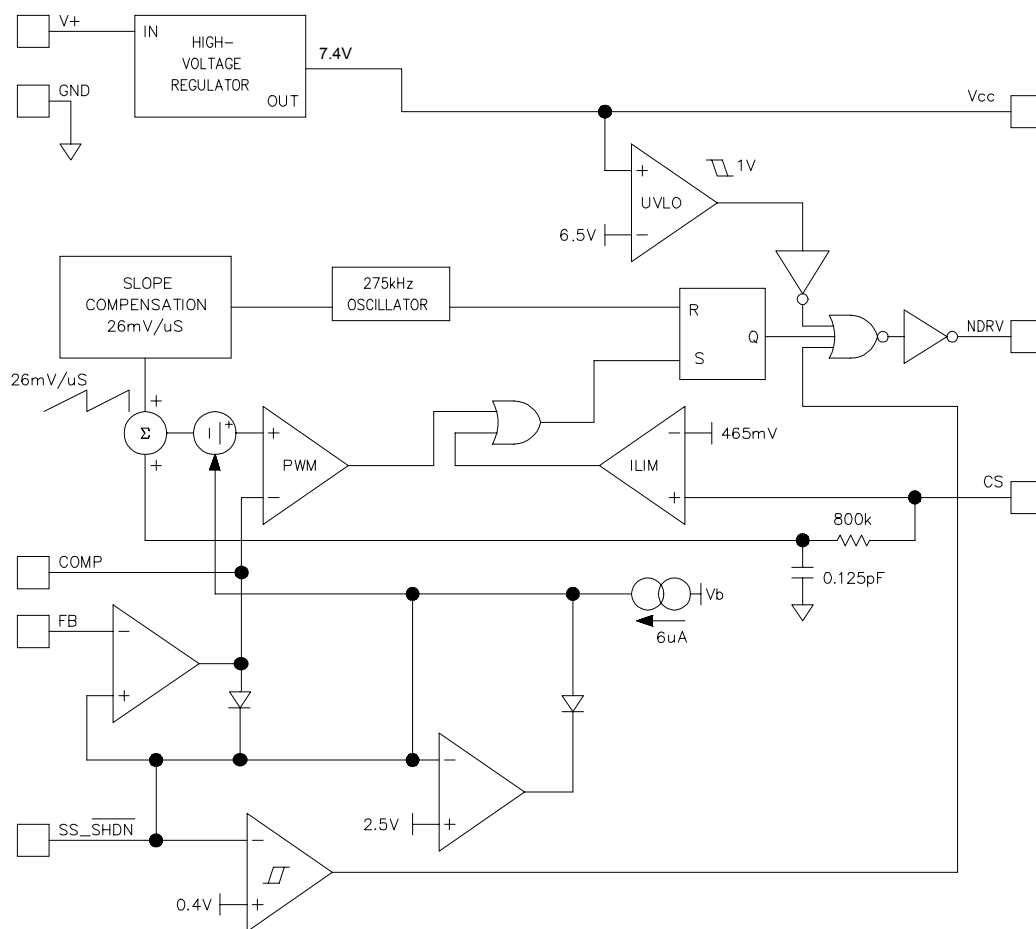 V+
IN
HIGH-
VOLTAGE
REGULATOR
OUT
7.4V
GND
Vcc
+
UVLO
1V
6.5V
−
SLOPE
COMPENSATION
26mV/uS
275kHz
OSCILLATOR
R
Q
S
NDRV
26mV/uS
+
Σ
+
+
+
PWM
−
−
465mV
ILIM
+
CS
800k
0.125pF
COMP
Vb
6uA
FB
−
+
−
2.5V
+
SS_SHDN
−
0.4V
+